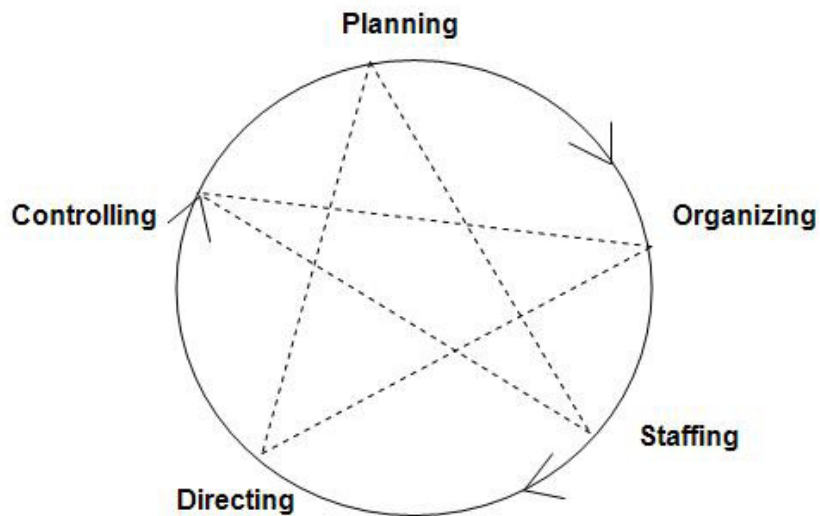 Planning
Organizing
Controlling
Staffing
Directing